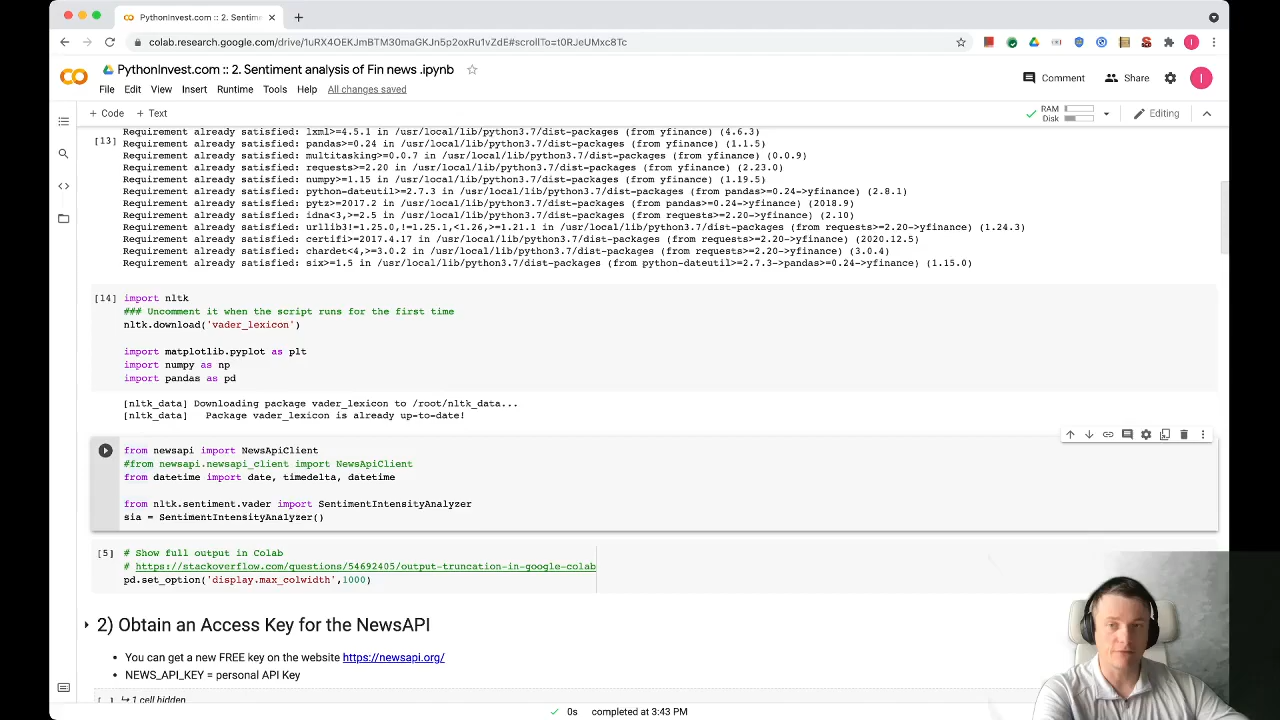 PythonInvest.com :: 2. Sentime
colab.research.google.com/drive/1uRX4OEKJmBTM30maGKJn5p2oxRu1vZdE#scrollTo=t0RJeUMxc8Tc
PythonInvest.com :: 2. Sentiment analysis of Fin news .ipynb
Comment
Share
I
File Edit View Insert Runtime Tools Help All changes saved
+ Code + Text
RAM
Disk
Editing
Requirement already satisfied: lxml>=4.5.1 in /usr/local/lib/python3.7/dist-packages (from yfinance) (4.6.3)
[13] Requirement already satisfied: pandas>=0.24 in /usr/local/lib/python3.7/dist-packages (from yfinance) (1.1.5)
Requirement already satisfied: multitasking>=0.0.7 in /usr/local/lib/python3.7/dist-packages (from yfinance) (0.0.9)
Requirement already satisfied: requests>=2.20 in /usr/local/lib/python3.7/dist-packages (from yfinance) (2.23.0)
Requirement already satisfied: numpy>=1.15 in /usr/local/lib/python3.7/dist-packages (from yfinance) (1.19.5)
Requirement already satisfied: python-dateutil>=2.7.3 in /usr/local/lib/python3.7/dist-packages (from pandas>=0.24->yfinance) (2.8.1)
Requirement already satisfied: pytz>=2017.2 in /usr/local/lib/python3.7/dist-packages (from pandas>=0.24->yfinance) (2018.9)
Requirement already satisfied: idna<3,>=2.5 in /usr/local/lib/python3.7/dist-packages (from requests>=2.20->yfinance) (2.10)
Requirement already satisfied: urllib3!=1.25.0,!=1.25.1,<1.26,>=1.21.1 in /usr/local/lib/python3.7/dist-packages (from requests>=2.20->yfinance) (1.24.3)
Requirement already satisfied: certifi>=2017.4.17 in /usr/local/lib/python3.7/dist-packages (from requests>=2.20->yfinance) (2020.12.5)
Requirement already satisfied: chardet<4,>=3.0.2 in /usr/local/lib/python3.7/dist-packages (from requests>=2.20->yfinance) (3.0.4)
Requirement already satisfied: six>=1.5 in /usr/local/lib/python3.7/dist-packages (from python-dateutil>=2.7.3->pandas>=0.24->yfinance) (1.15.0)
[14] import nltk
### Uncomment it when the script runs for the first time
nltk.download('vader_lexicon')
import matplotlib.pyplot as plt
import numpy as np
import pandas as pd
[nltk_data] Downloading package vader_lexicon to /root/nltk_data...
[nltk_data]   Package vader_lexicon is already up-to-date!
from newsapi import NewsApiClient
#from newsapi.newsapi_client import NewsApiClient
from datetime import date, timedelta, datetime
from nltk.sentiment.vader import SentimentIntensityAnalyzer
sia = SentimentIntensityAnalyzer()
[5] # Show full output in Colab
# https://stackoverflow.com/questions/54692405/output-truncation-in-google-colab
pd.set_option('display.max_colwidth',1000)
2) Obtain an Access Key for the NewsAPI
• You can get a new FREE key on the website https://newsapi.org/
• NEWS_API_KEY = personal API Key
[ ] ↳ 1 cell hidden
0s completed at 3:43 PM